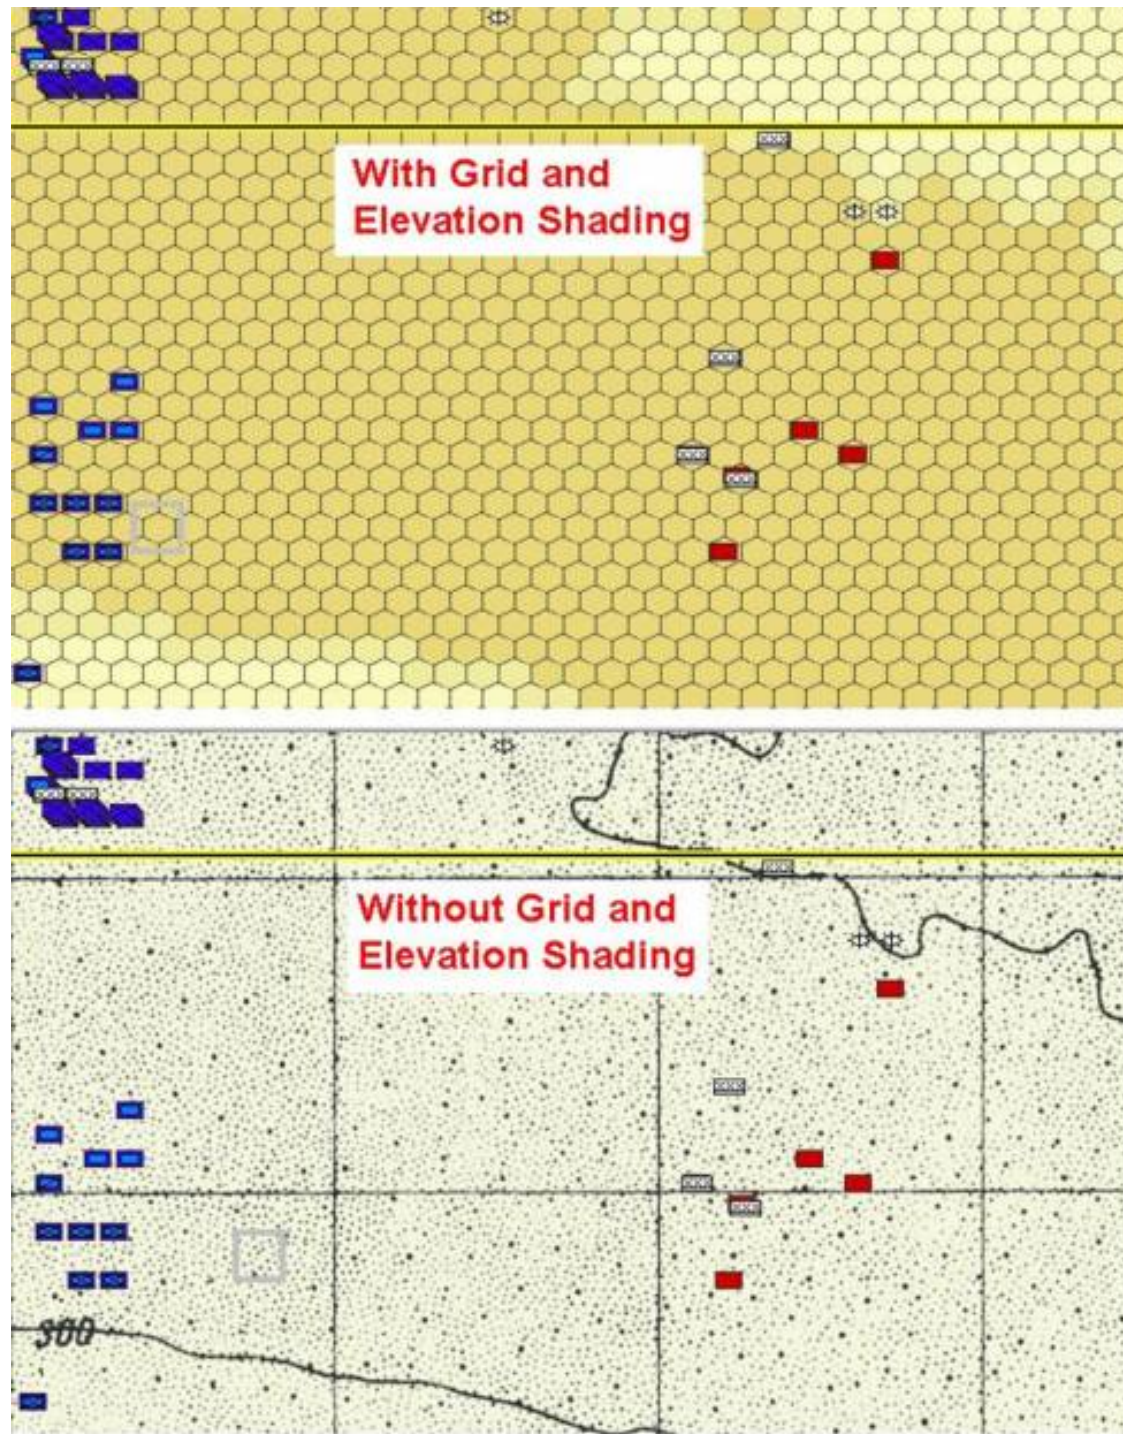 With Grid and
Elevation Shading
Without Grid and
Elevation Shading
300